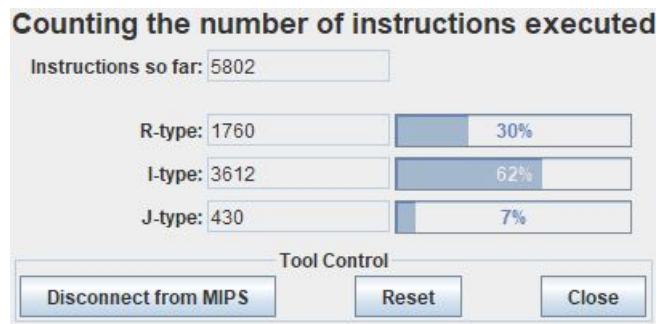 Counting the number of instructions executed
Instructions so far: 5802
R-type: 1760 30%
I-type: 3612 62%
J-type: 430 7%
Tool Control
Disconnect from MIPS Reset Close